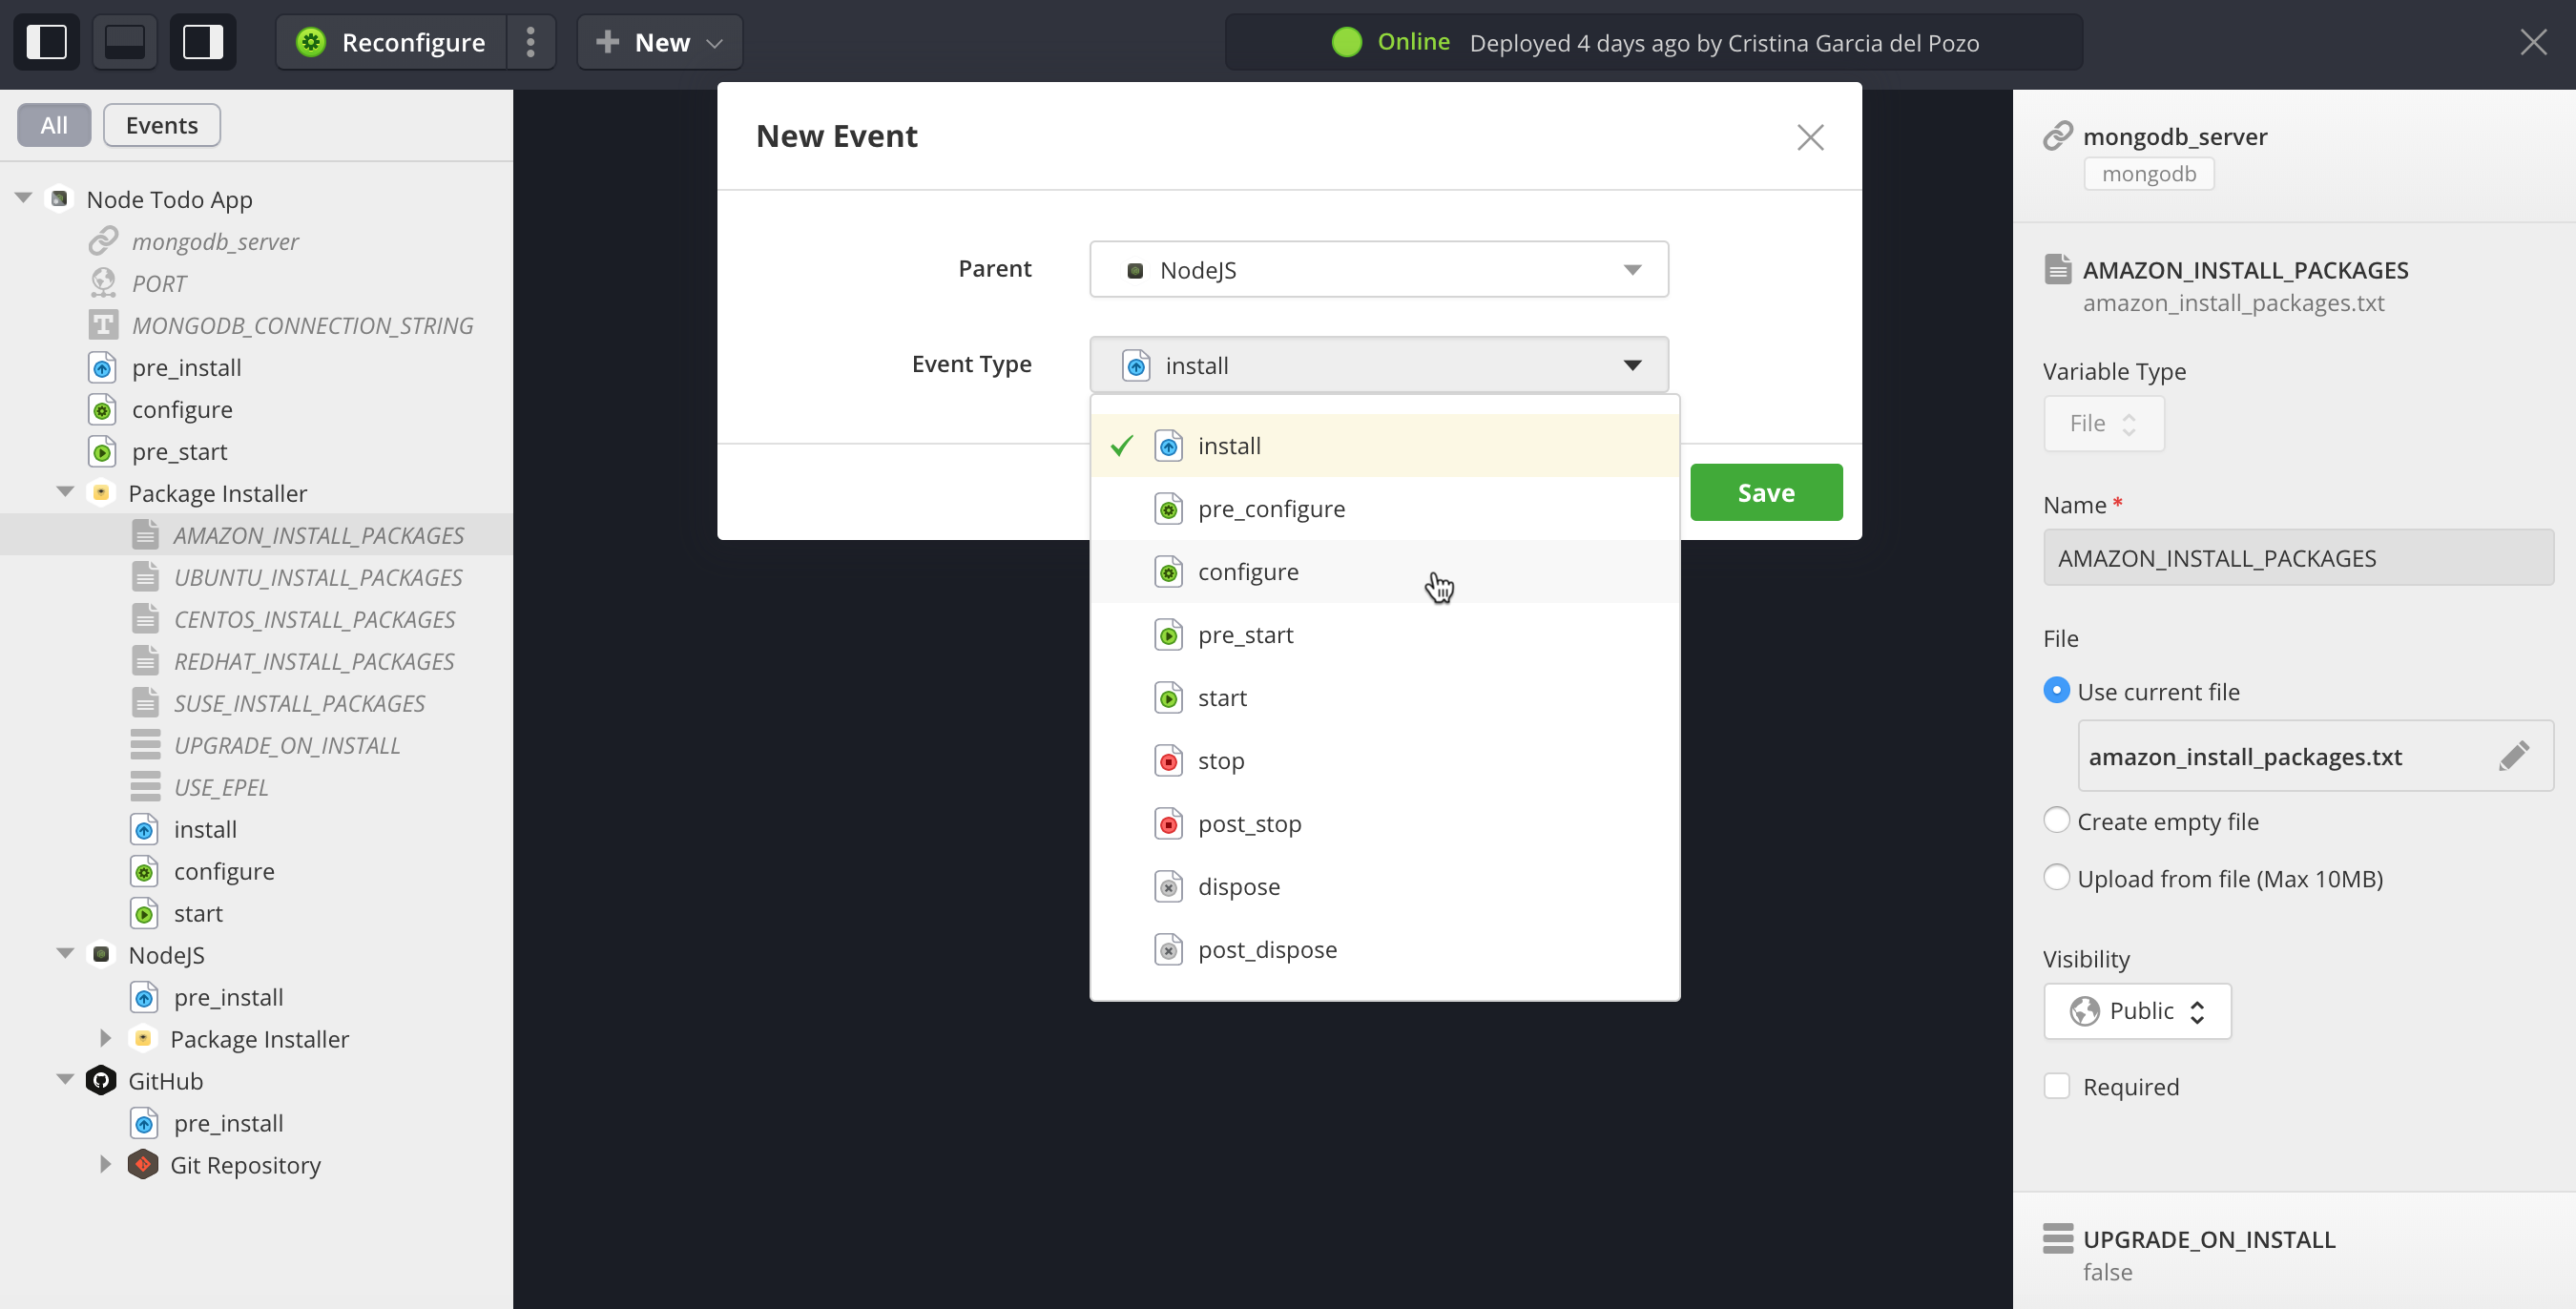 Reconfigure
New
Online Deployed 4 days ago by Cristina Garcia del Pozo
All
Events
Node Todo App
mongodb_server
PORT
MONGODB_CONNECTION_STRING
pre_install
configure
pre_start
Package Installer
AMAZON_INSTALL_PACKAGES
UBUNTU_INSTALL_PACKAGES
CENTOS_INSTALL_PACKAGES
REDHAT_INSTALL_PACKAGES
SUSE_INSTALL_PACKAGES
UPGRADE_ON_INSTALL
USE_EPEL
install
configure
start
NodeJS
pre_install
Package Installer
GitHub
pre_install
Git Repository
New Event
Parent
NodeJS
Event Type
install
install
pre_configure
configure
pre_start
start
stop
post_stop
dispose
post_dispose
Save
mongodb_server
mongodb
AMAZON_INSTALL_PACKAGES
amazon_install_packages.txt
Variable Type
File
Name *
AMAZON_INSTALL_PACKAGES
File
Use current file
amazon_install_packages.txt
Create empty file
Upload from file (Max 10MB)
Visibility
Public
Required
UPGRADE_ON_INSTALL
false